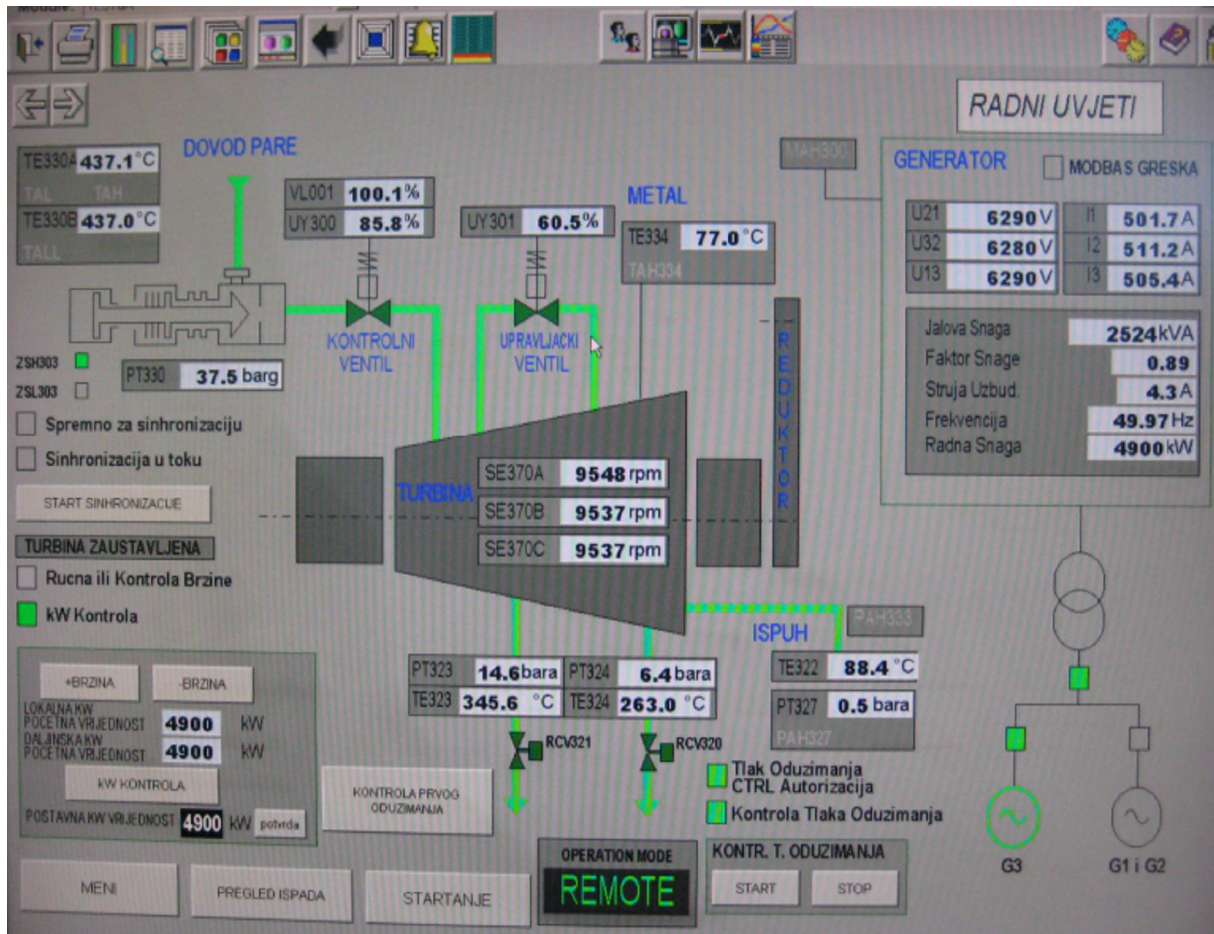 RADNI UVJETI
TE330A 437.1°C
TAL TAH
TE330B 437.0°C
TALL
DOVOD PARE
VL001 100.1%
UY300 85.8%
UY301 60.5%
METAL
TE334 77.0°C
TAH334
MAH300
GENERATOR
MODBAS GRESKA
U21 6290V I1 501.7A
U32 6280V I2 511.2A
U13 6290V I3 505.4A
Jalova Snaga 2524kVA
Faktor Snage 0.89
Struja Uzbud. 4.3 A
Frekvencija 49.97 Hz
Radna Snaga 4900 kW
KONTROLNI
VENTIL
UPRAVLJACKI
VENTIL
REDUKTOR
ZSH303
ZSL303
PT330 37.5 barg
Spremno za sinhronizaciju
Sinhronizacija u toku
START SINHRONIZACIJE
TURBINA ZAUSTAVLJENA
Rucna ili Kontrola Brzine
kW Kontrola
TURBINA
SE370A 9548 rpm
SE370B 9537 rpm
SE370C 9537 rpm
ISPUH
PAH333
PT323 14.6 bara
TE323 345.6 °C
PT324 6.4 bara
TE324 263.0 °C
TE322 88.4 °C
PT327 0.5 bara
PAH327
RCV321
RCV320
+BRZINA
-BRZINA
LOKALNA KW
POCETNA VRIJEDNOST 4900 kW
DALJINSKA KW
POCETNA VRIJEDNOST 4900 kW
kW KONTROLA
POSTAVNA KW VRIJEDNOST 4900 kW potvrda
KONTROLA PRVOG
ODUZIMANJA
Tlak Oduzimanja
CTRL Autorizacija
Kontrola Tlaka Oduzimanja
G3
G1 i G2
OPERATION MODE
REMOTE
KONTR. T. ODUZIMANJA
START
STOP
MENI
PREGLED ISPADA
STARTANJE